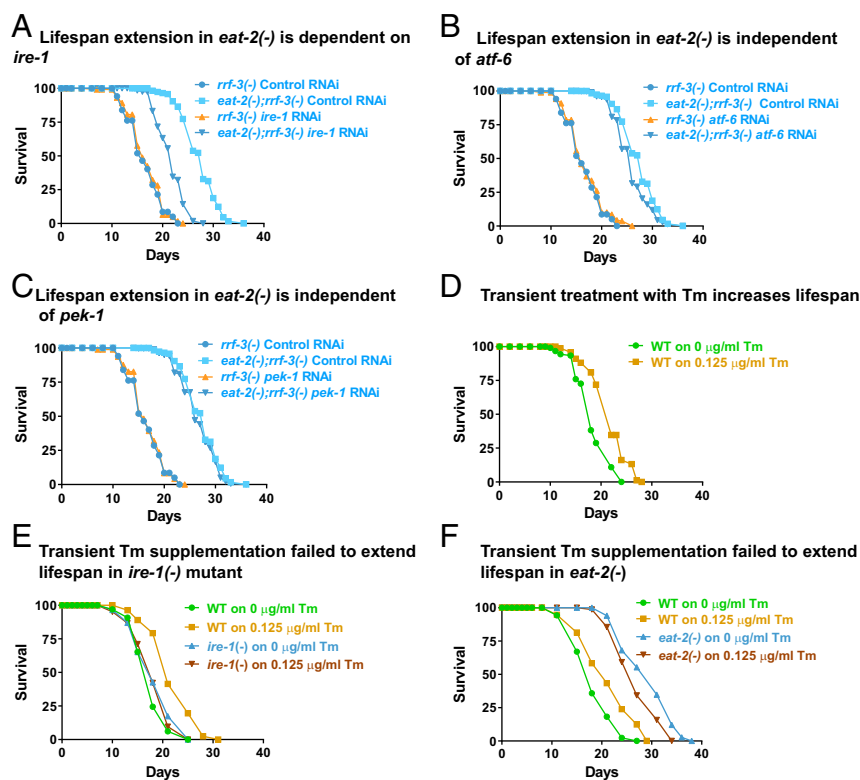 A
Lifespan extension in eat-2(-) is dependent on
ire-1
rrf-3(-) Control RNAi
eat-2(-);rrf-3(-) Control RNAi
rrf-3(-) ire-1 RNAi
eat-2(-);rrf-3(-) ire-1 RNAi
Survival
100
75
50
25
0
0 10 20 30 40
Days
B
Lifespan extension in eat-2(-) is independent
of atf-6
rrf-3(-) Control RNAi
eat-2(-);rrf-3(-) Control RNAi
rrf-3(-) atf-6 RNAi
eat-2(-);rrf-3(-) atf-6 RNAi
Survival
100
75
50
25
0
0 10 20 30 40
Days
C
Lifespan extension in eat-2(-) is independent
of pek-1
rrf-3(-) Control RNAi
eat-2(-);rrf-3(-) Control RNAi
rrf-3(-) pek-1 RNAi
eat-2(-);rrf-3(-) pek-1 RNAi
Survival
100
75
50
25
0
0 10 20 30 40
Days
D
Transient treatment with Tm increases lifespan
WT on 0 µg/ml Tm
WT on 0.125 µg/ml Tm
Survival
100
75
50
25
0
0 10 20 30 40
Days
E
Transient Tm supplementation failed to extend
lifespan in ire-1(-) mutant
WT on 0 µg/ml Tm
WT on 0.125 µg/ml Tm
ire-1(-) on 0 µg/ml Tm
ire-1(-) on 0.125 µg/ml Tm
Survival
100
75
50
25
0
0 10 20 30 40
Days
F
Transient Tm supplementation failed to extend
lifespan in eat-2(-)
WT on 0 µg/ml Tm
WT on 0.125 µg/ml Tm
eat-2(-) on 0 µg/ml Tm
eat-2(-) on 0.125 µg/ml Tm
Survival
100
75
50
25
0
0 10 20 30 40
Days